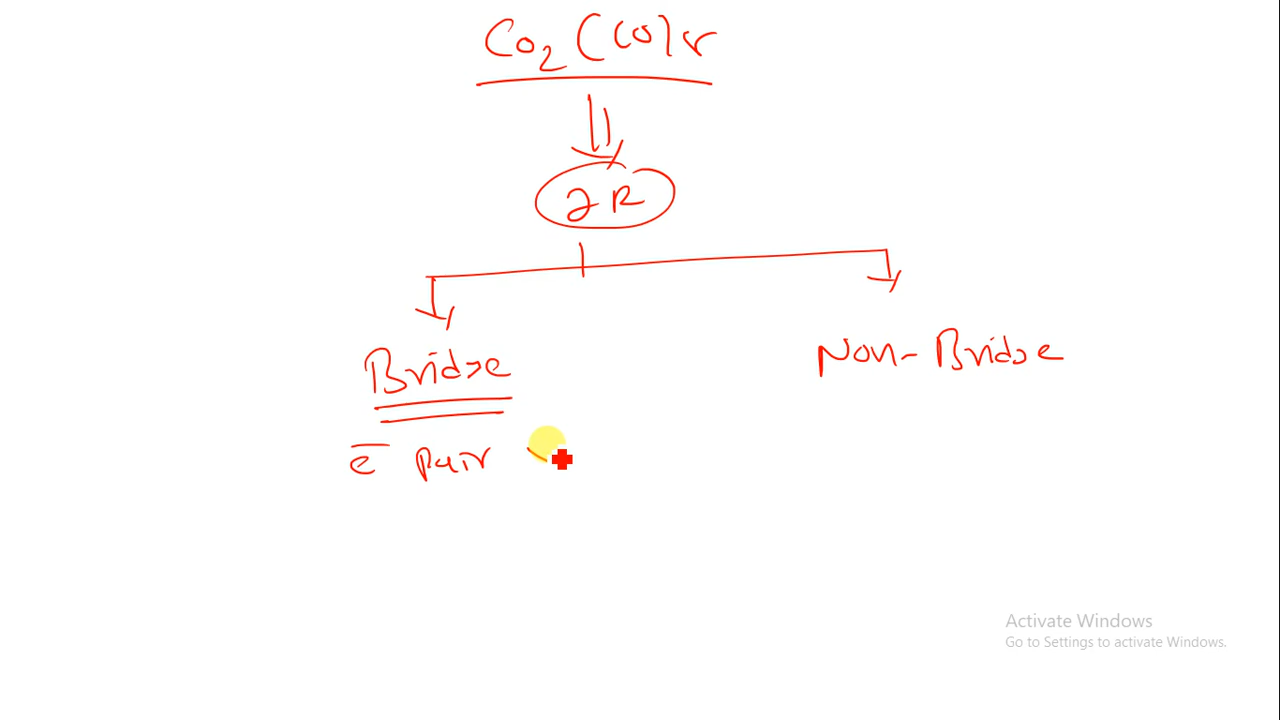 Co2 (CO)8
2R
Bridge
Non-Bridge
e̅ pair
Activate Windows
Go to Settings to activate Windows.